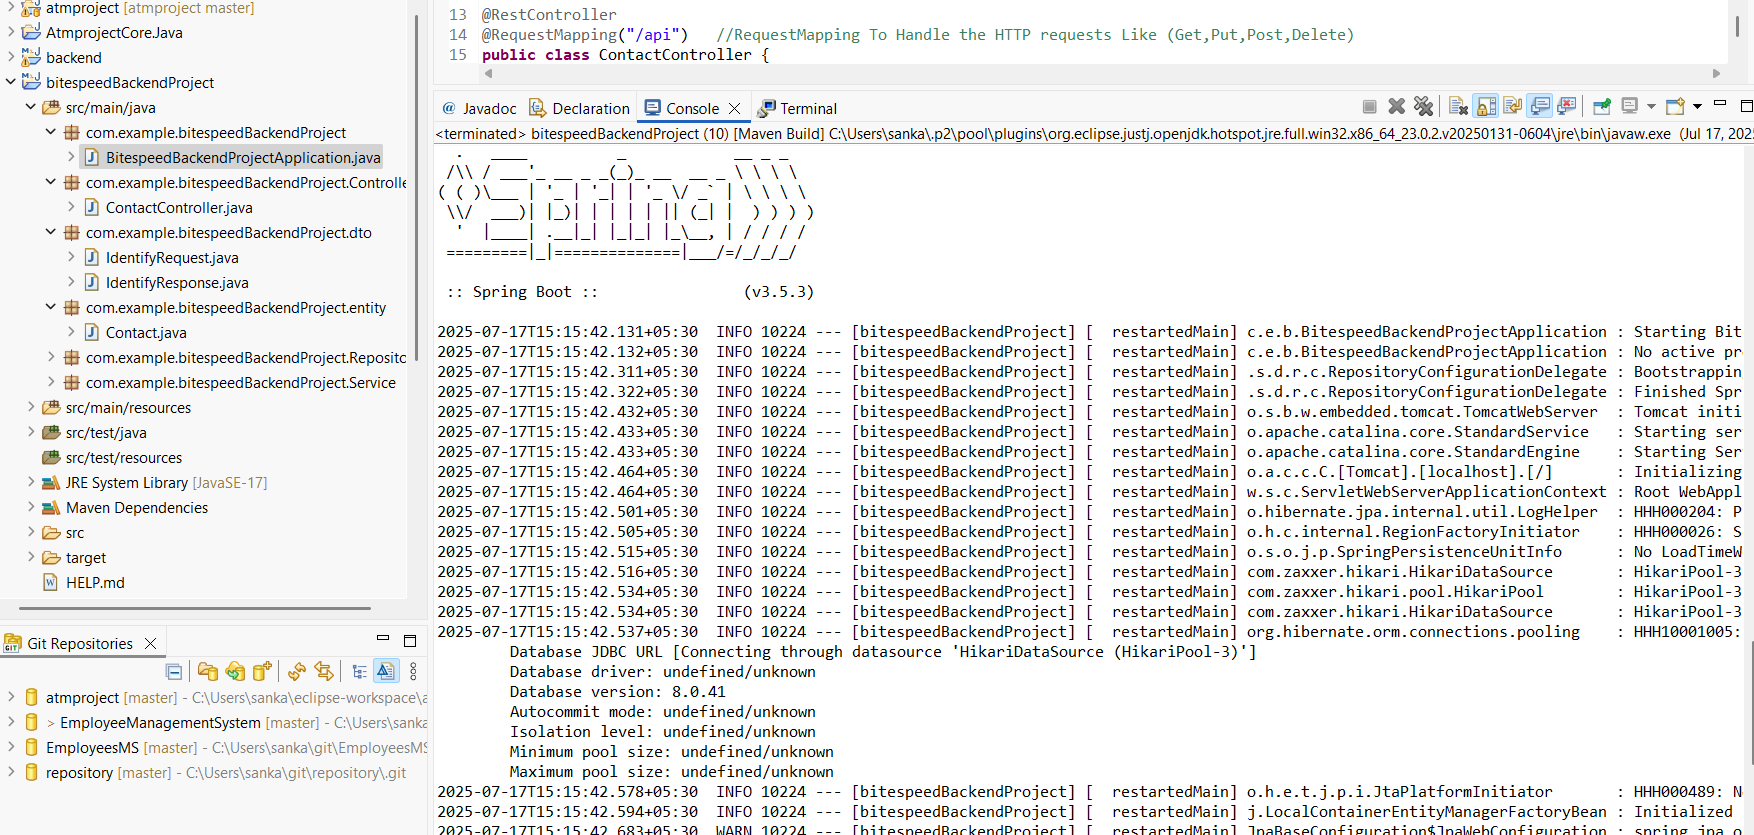 atmproject [atmproject master]
AtmprojectCore.Java
backend
bitespeedBackendProject
src/main/java
com.example.bitespeedBackendProject
BitespeedBackendProjectApplication.java
com.example.bitespeedBackendProject.Controlle
ContactController.java
com.example.bitespeedBackendProject.dto
IdentifyRequest.java
IdentifyResponse.java
com.example.bitespeedBackendProject.entity
Contact.java
com.example.bitespeedBackendProject.Reposito
com.example.bitespeedBackendProject.Service
src/main/resources
src/test/java
src/test/resources
JRE System Library [JavaSE-17]
Maven Dependencies
src
target
HELP.md
Git Repositories
atmproject [master] - C:\Users\sanka\eclipse-workspace\a
> EmployeeManagementSystem [master] - C:\Users\sanka
EmployeesMS [master] - C:\Users\sanka\git\EmployeesMS
repository [master] - C:\Users\sanka\git\repository\.git
13 @RestController
14 @RequestMapping("/api") //RequestMapping To Handle the HTTP requests Like (Get,Put,Post,Delete)
15 public class ContactController {
@ Javadoc Declaration Console Terminal
<terminated> bitespeedBackendProject (10) [Maven Build] C:\Users\sanka\.p2\pool\plugins\org.eclipse.justj.openjdk.hotspot.jre.full.win32.x86_64_23.0.2.v20250131-0604\jre\bin\javaw.exe (Jul 17, 202
  .   ____          _            __ _ _
 /\\ / ___'_ __ _ _(_)_ __  __ _ \ \ \ \
( ( )\___ | '_ | '_| | '_ \/ _` | \ \ \ \
 \\/  ___)| |_)| | | | | || (_| |  ) ) ) )
  '  |____| .__|_| |_|_| |_\__, | / / / /
 =========|_|==============|___/=/_/_/_/
:: Spring Boot :: (v3.5.3)
2025-07-17T15:15:42.131+05:30 INFO 10224 --- [bitespeedBackendProject] [ restartedMain] c.e.b.BitespeedBackendProjectApplication : Starting Bit
2025-07-17T15:15:42.132+05:30 INFO 10224 --- [bitespeedBackendProject] [ restartedMain] c.e.b.BitespeedBackendProjectApplication : No active pr
2025-07-17T15:15:42.311+05:30 INFO 10224 --- [bitespeedBackendProject] [ restartedMain] .s.d.r.c.RepositoryConfigurationDelegate : Bootstrappin
2025-07-17T15:15:42.322+05:30 INFO 10224 --- [bitespeedBackendProject] [ restartedMain] .s.d.r.c.RepositoryConfigurationDelegate : Finished Spr
2025-07-17T15:15:42.432+05:30 INFO 10224 --- [bitespeedBackendProject] [ restartedMain] o.s.b.w.embedded.tomcat.TomcatWebServer : Tomcat initi
2025-07-17T15:15:42.433+05:30 INFO 10224 --- [bitespeedBackendProject] [ restartedMain] o.apache.catalina.core.StandardService : Starting ser
2025-07-17T15:15:42.433+05:30 INFO 10224 --- [bitespeedBackendProject] [ restartedMain] o.apache.catalina.core.StandardEngine : Starting Ser
2025-07-17T15:15:42.464+05:30 INFO 10224 --- [bitespeedBackendProject] [ restartedMain] o.a.c.c.C.[Tomcat].[localhost].[/] : Initializing
2025-07-17T15:15:42.464+05:30 INFO 10224 --- [bitespeedBackendProject] [ restartedMain] w.s.c.ServletWebServerApplicationContext : Root WebAppl
2025-07-17T15:15:42.501+05:30 INFO 10224 --- [bitespeedBackendProject] [ restartedMain] o.hibernate.jpa.internal.util.LogHelper : HHH000204: P
2025-07-17T15:15:42.505+05:30 INFO 10224 --- [bitespeedBackendProject] [ restartedMain] o.h.c.internal.RegionFactoryInitiator : HHH000026: S
2025-07-17T15:15:42.515+05:30 INFO 10224 --- [bitespeedBackendProject] [ restartedMain] o.s.o.j.p.SpringPersistenceUnitInfo : No LoadTimeW
2025-07-17T15:15:42.516+05:30 INFO 10224 --- [bitespeedBackendProject] [ restartedMain] com.zaxxer.hikari.HikariDataSource : HikariPool-3
2025-07-17T15:15:42.534+05:30 INFO 10224 --- [bitespeedBackendProject] [ restartedMain] com.zaxxer.hikari.pool.HikariPool : HikariPool-3
2025-07-17T15:15:42.534+05:30 INFO 10224 --- [bitespeedBackendProject] [ restartedMain] com.zaxxer.hikari.HikariDataSource : HikariPool-3
2025-07-17T15:15:42.537+05:30 INFO 10224 --- [bitespeedBackendProject] [ restartedMain] org.hibernate.orm.connections.pooling : HHH10001005:
Database JDBC URL [Connecting through datasource 'HikariDataSource (HikariPool-3)']
Database driver: undefined/unknown
Database version: 8.0.41
Autocommit mode: undefined/unknown
Isolation level: undefined/unknown
Minimum pool size: undefined/unknown
Maximum pool size: undefined/unknown
2025-07-17T15:15:42.578+05:30 INFO 10224 --- [bitespeedBackendProject] [ restartedMain] o.h.e.t.j.p.i.JtaPlatformInitiator : HHH000489: N
2025-07-17T15:15:42.594+05:30 INFO 10224 --- [bitespeedBackendProject] [ restartedMain] j.LocalContainerEntityManagerFactoryBean : Initialized
2025-07-17T15:15:42.683+05:30 WARN 10224 --- [bitespeedBackendProject] [ restartedMain] JpaBaseConfiguration$JpaWebConfiguration : spring.jpa.o